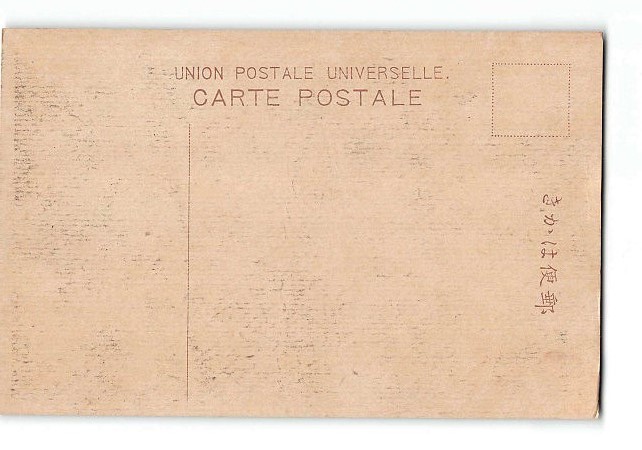 UNION POSTALE UNIVERSELLE.
CARTE POSTALE
きかは便郵